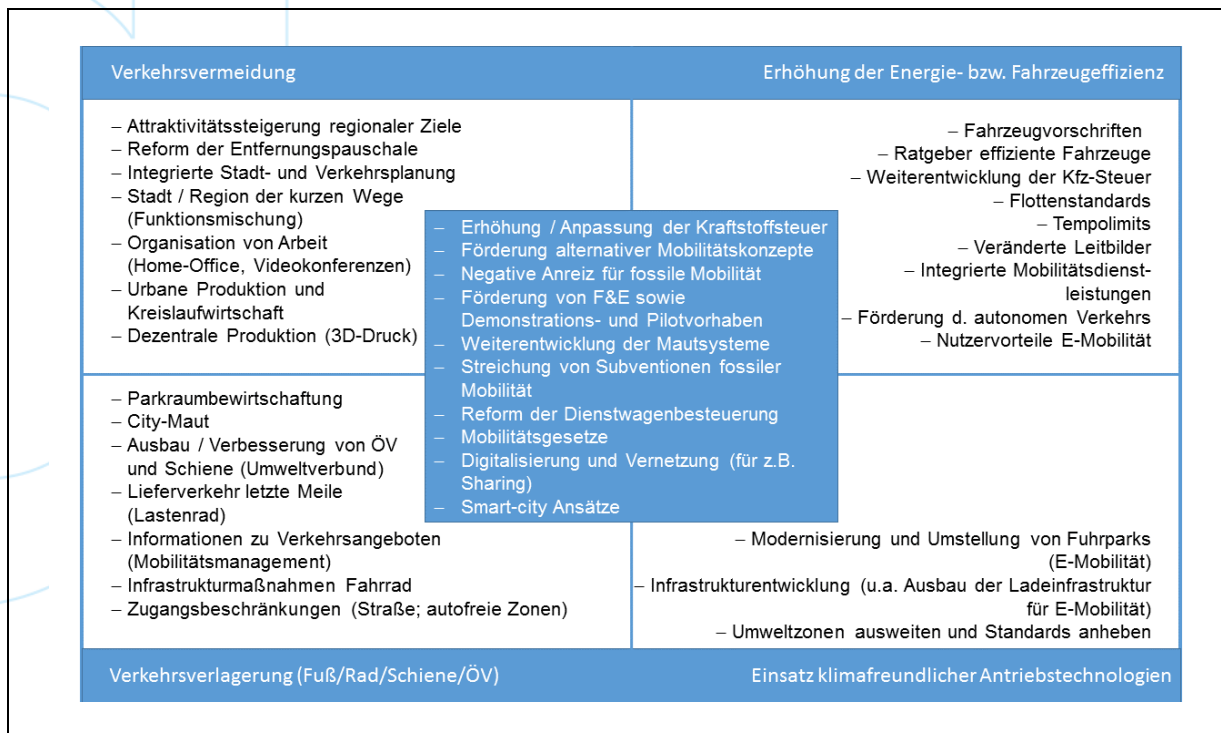 Verkehrsvermeidung
Erhöhung der Energie- bzw. Fahrzeugeffizienz
– Attraktivitätssteigerung regionaler Ziele
– Reform der Entfernungspauschale
– Integrierte Stadt- und Verkehrsplanung
– Stadt / Region der kurzen Wege
(Funktionsmischung)
– Organisation von Arbeit
(Home-Office, Videokonferenzen)
– Urbane Produktion und
Kreislaufwirtschaft
– Dezentrale Produktion (3D-Druck)
– Fahrzeugvorschriften
– Ratgeber effiziente Fahrzeuge
– Weiterentwicklung der Kfz-Steuer
– Flottenstandards
– Tempolimits
– Veränderte Leitbilder
– Integrierte Mobilitätsdienst-
leistungen
– Förderung d. autonomen Verkehrs
– Nutzervorteile E-Mobilität
– Erhöhung / Anpassung der Kraftstoffsteuer
– Förderung alternativer Mobilitätskonzepte
– Negative Anreiz für fossile Mobilität
– Förderung von F&E sowie
Demonstrations- und Pilotvorhaben
– Weiterentwicklung der Mautsysteme
– Streichung von Subventionen fossiler
Mobilität
– Reform der Dienstwagenbesteuerung
– Mobilitätsgesetze
– Digitalisierung und Vernetzung (für z.B.
Sharing)
– Smart-city Ansätze
– Parkraumbewirtschaftung
– City-Maut
– Ausbau / Verbesserung von ÖV
und Schiene (Umweltverbund)
– Lieferverkehr letzte Meile
(Lastenrad)
– Informationen zu Verkehrsangeboten
(Mobilitätsmanagement)
– Infrastrukturmaßnahmen Fahrrad
– Zugangsbeschränkungen (Straße; autofreie Zonen)
– Modernisierung und Umstellung von Fuhrparks
(E-Mobilität)
– Infrastrukturentwicklung (u.a. Ausbau der Ladeinfrastruktur
für E-Mobilität)
– Umweltzonen ausweiten und Standards anheben
Verkehrsverlagerung (Fuß/Rad/Schiene/ÖV)
Einsatz klimafreundlicher Antriebstechnologien